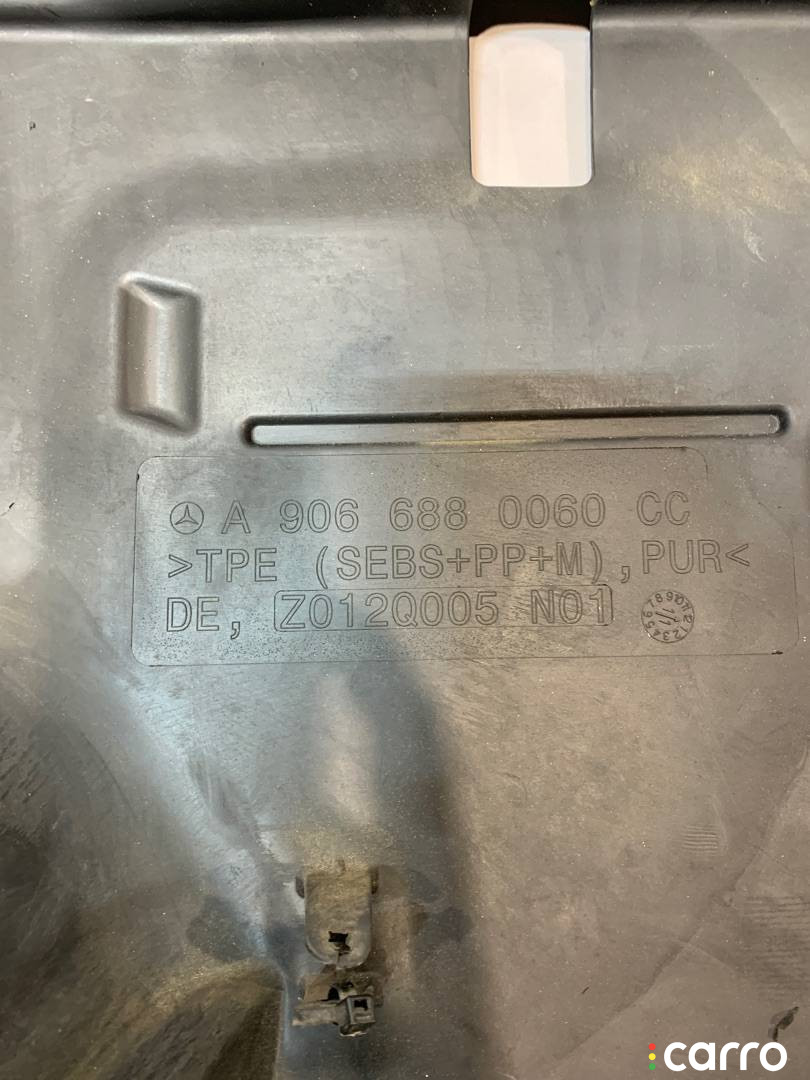 A 906 688 0060 CC
>TPE (SEBS+PP+M),PUR<
DE, Z012Q005 N01
carro